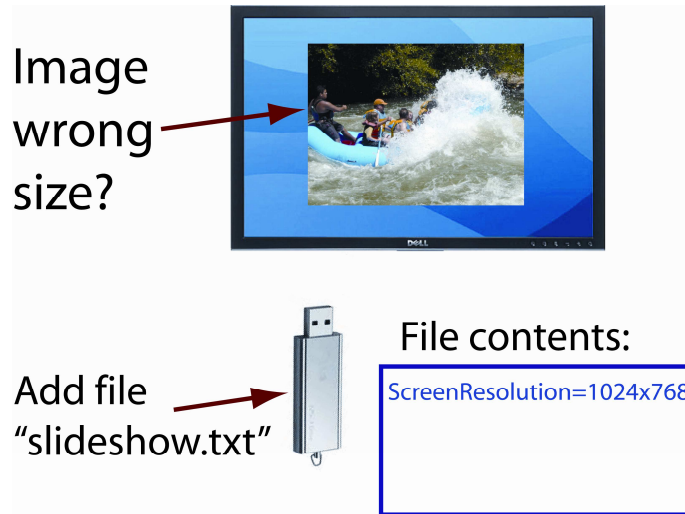 Image
wrong
size?
DELL
File contents:
Add file
“slideshow.txt”
ScreenResolution=1024x768